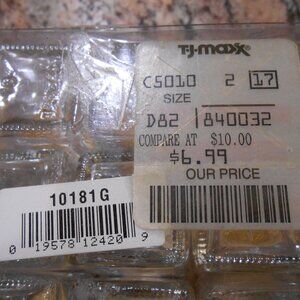 TJ-maxx®
C5010 2 17
SIZE
D82 840032
COMPARE AT $10.00
$6.99
OUR PRICE
10181G
0 19578 12420 9